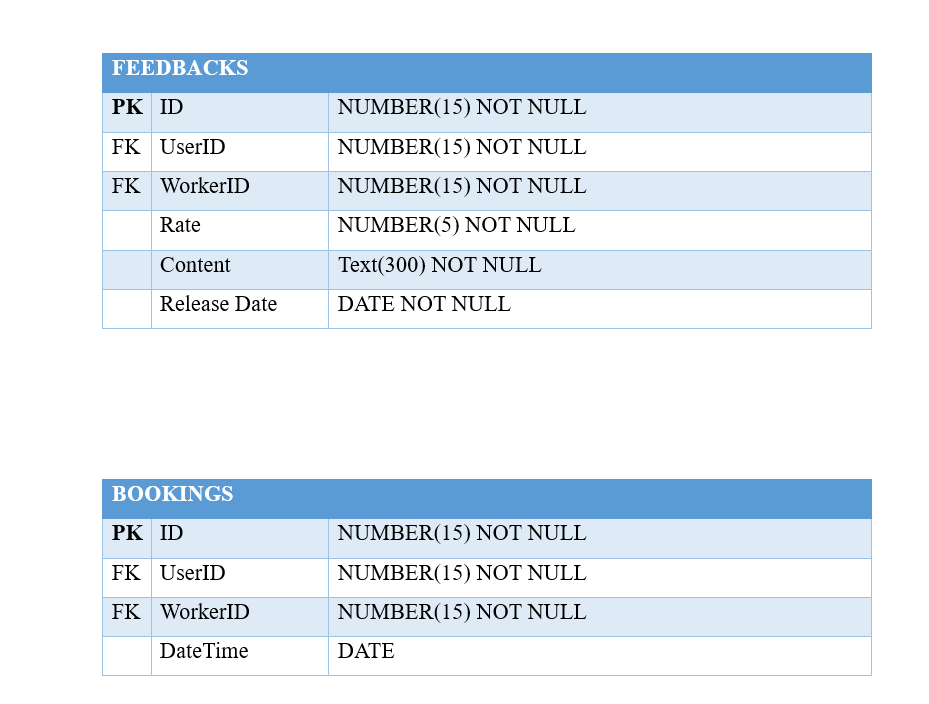 FEEDBACKS
PK ID NUMBER(15) NOT NULL
FK UserID NUMBER(15) NOT NULL
FK WorkerID NUMBER(15) NOT NULL
Rate NUMBER(5) NOT NULL
Content Text(300) NOT NULL
Release Date DATE NOT NULL
BOOKINGS
PK ID NUMBER(15) NOT NULL
FK UserID NUMBER(15) NOT NULL
FK WorkerID NUMBER(15) NOT NULL
DateTime DATE